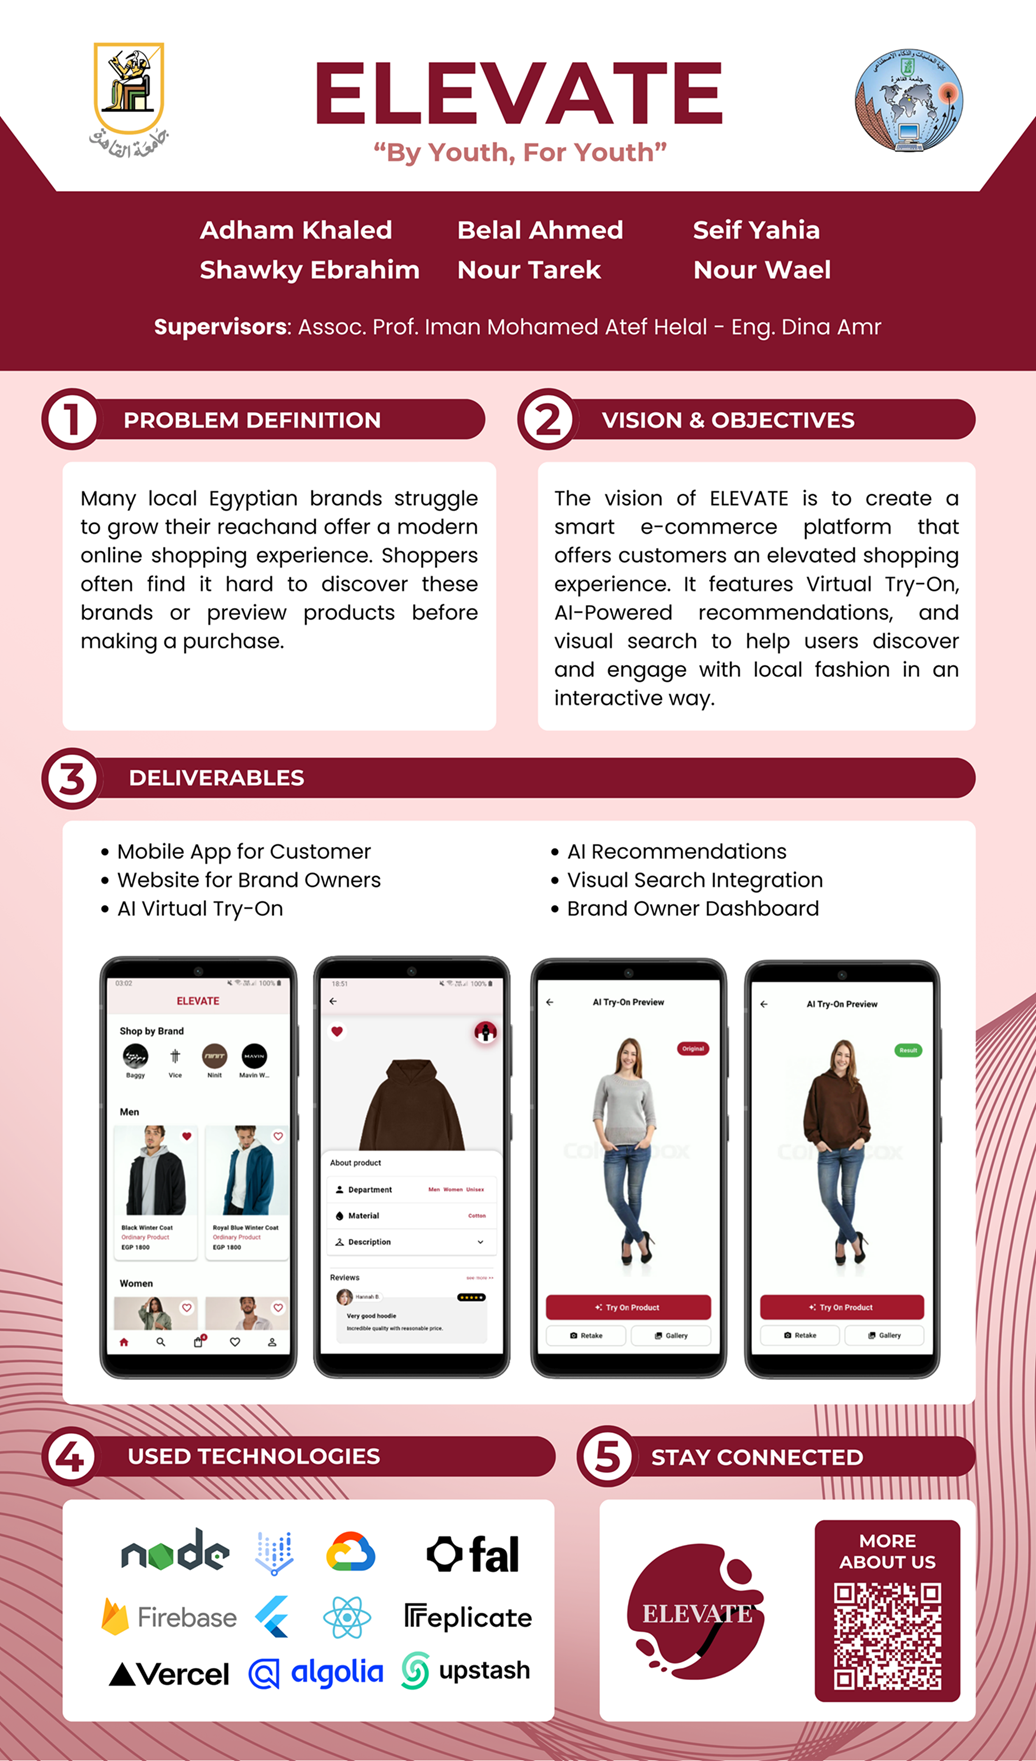 جامعة القاهرة
كلية الحاسبات والذكاء الاصطناعي
جامعة القاهرة
ELEVATE
“By Youth, For Youth”
Adham Khaled Belal Ahmed Seif Yahia
Shawky Ebrahim Nour Tarek Nour Wael
Supervisors: Assoc. Prof. Iman Mohamed Atef Helal - Eng. Dina Amr
1 PROBLEM DEFINITION
Many local Egyptian brands struggle
to grow their reachand offer a modern
online shopping experience. Shoppers
often find it hard to discover these
brands or preview products before
making a purchase.
2 VISION & OBJECTIVES
The vision of ELEVATE is to create a
smart e-commerce platform that
offers customers an elevated shopping
experience. It features Virtual Try-On,
AI-Powered recommendations, and
visual search to help users discover
and engage with local fashion in an
interactive way.
3 DELIVERABLES
• Mobile App for Customer
• Website for Brand Owners
• AI Virtual Try-On
• AI Recommendations
• Visual Search Integration
• Brand Owner Dashboard
03:02 100%
ELEVATE
Shop by Brand
Baggy Vice Ninit Mavin W...
Men
Black Winter Coat Royal Blue Winter Coat
Ordinary Product Ordinary Product
EGP 1800 EGP 1800
Women
18:51 100%
About product
Department Men Women Unisex
Material Cotton
Description
Reviews see more >>
Hannah B
Very good hoodie
Incredible quality with reasonable price.
AI Try-On Preview
Original
Try On Product
Retake Gallery
AI Try-On Preview
Result
Try On Product
Retake Gallery
4 USED TECHNOLOGIES
node
fal
Firebase
Replicate
Vercel
algolia
upstash
5 STAY CONNECTED
ELEVATE
MORE
ABOUT US